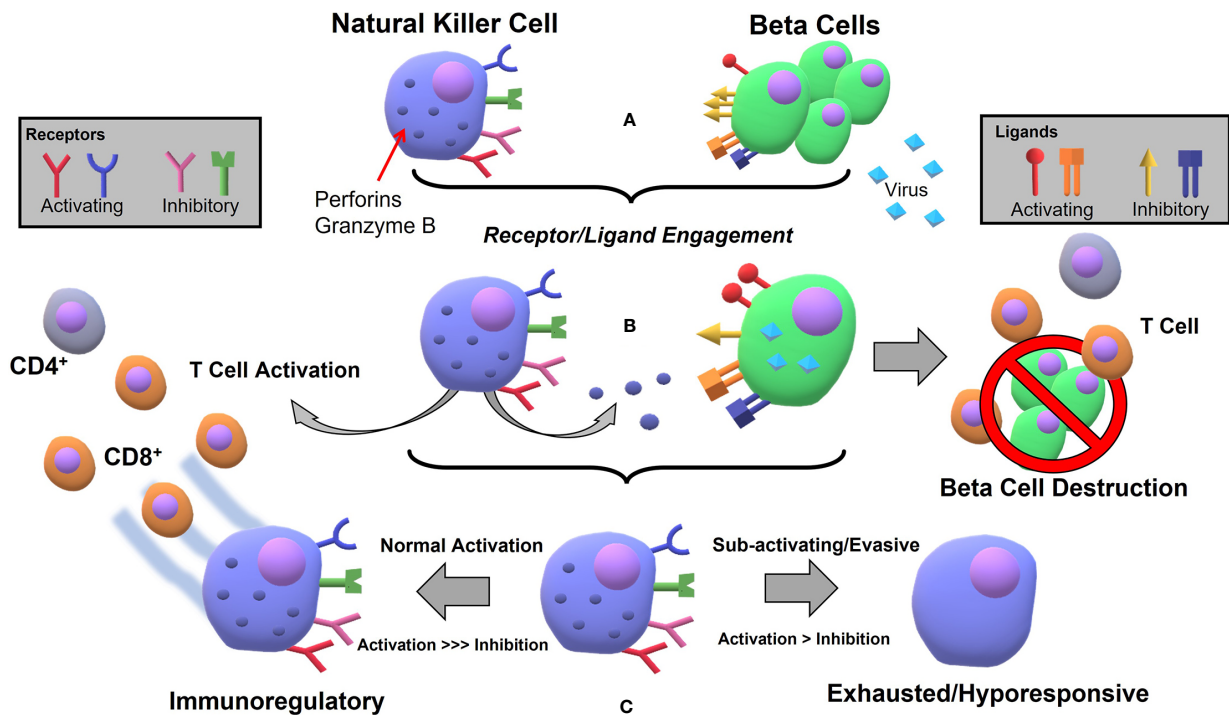 Natural Killer Cell
Beta Cells
A
Receptors
Activating
Inhibitory
Perforins
Granzyme B
Virus
Ligands
Activating
Inhibitory
Receptor/Ligand Engagement
B
CD4+
T Cell Activation
CD8+
T Cell
Beta Cell Destruction
Normal Activation
Activation >>> Inhibition
Sub-activating/Evasive
Activation > Inhibition
Immunoregulatory
C
Exhausted/Hyporesponsive